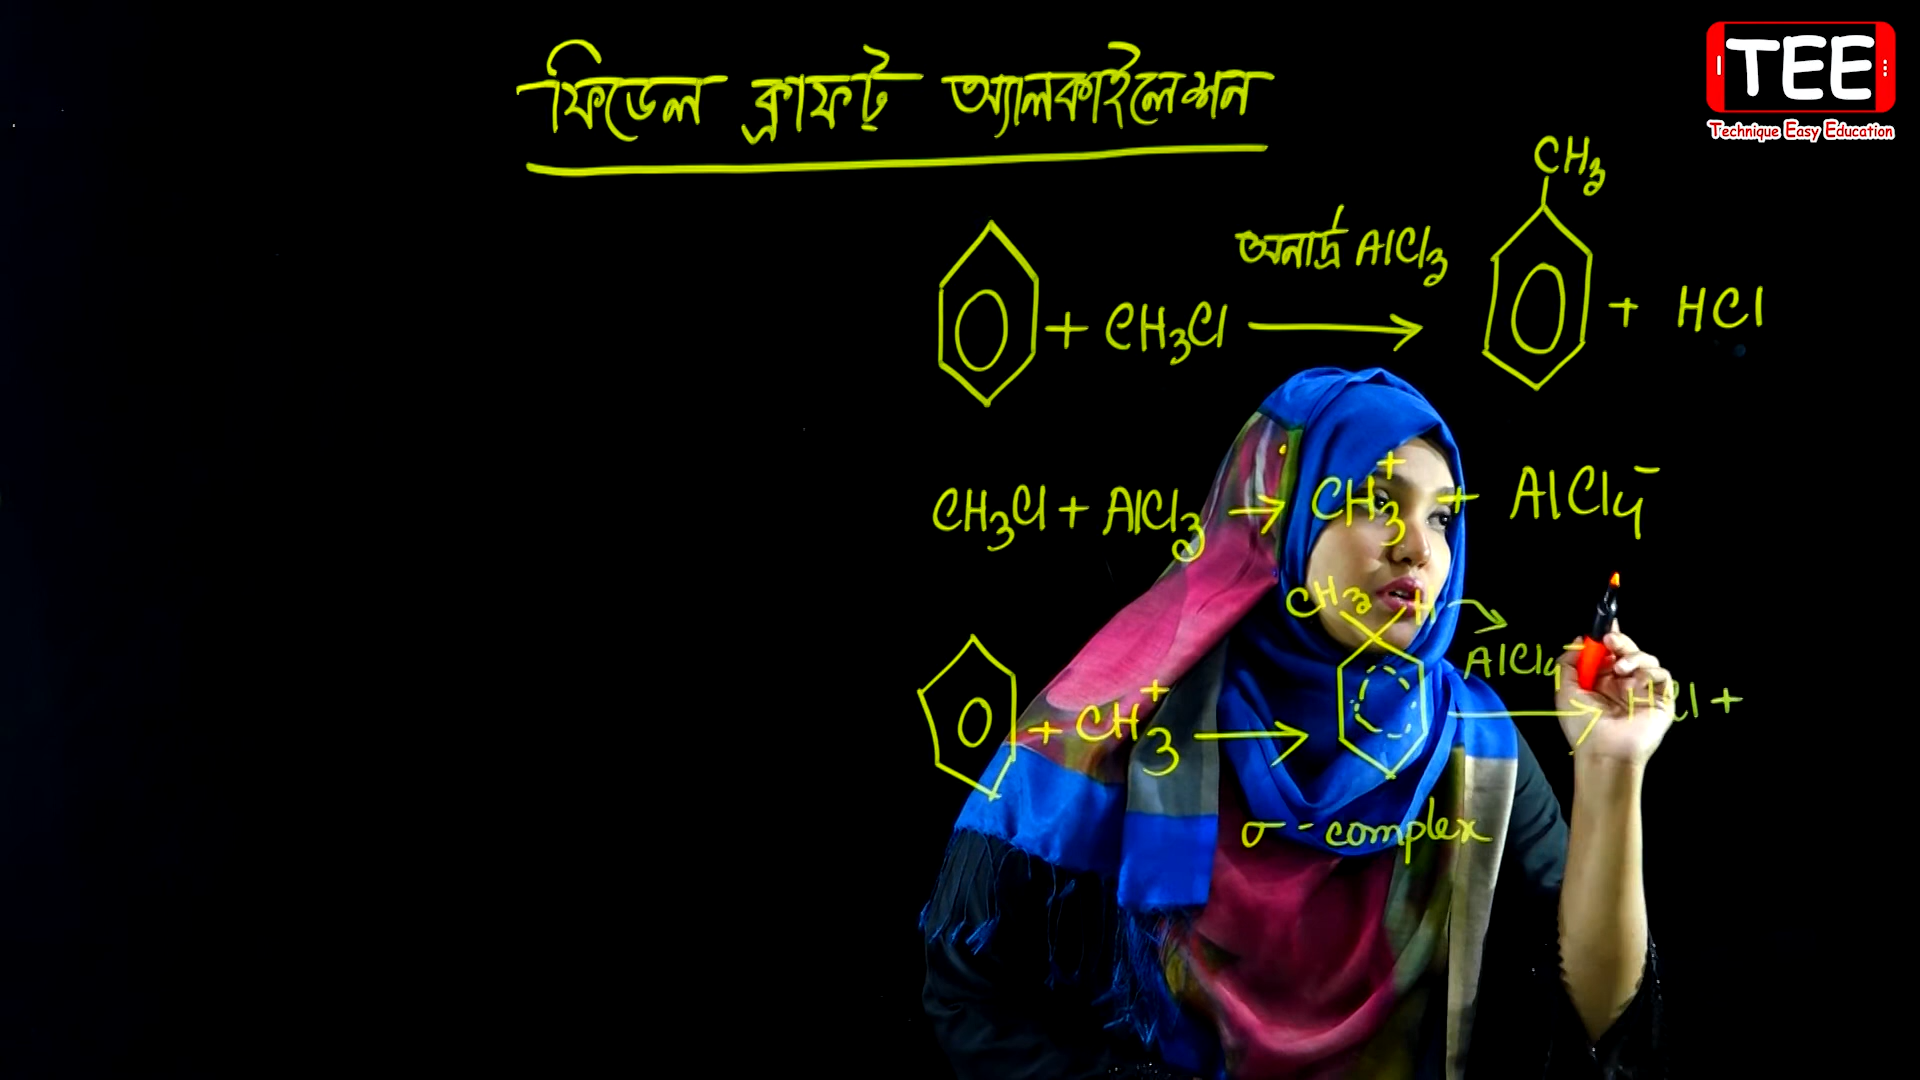 TEE
Technique Easy Education
ফিডেল ক্রাফট্ অ্যালকাইলেশন
CH₃
+ CH₃Cl অনার্দ্র AlCl₃ → + HCl
CH₃Cl + AlCl₃ → CH₃⁺ + AlCl₄⁻
CH₃ H
+ CH₃⁺ → AlCl₄⁻ → HCl +
σ - complex